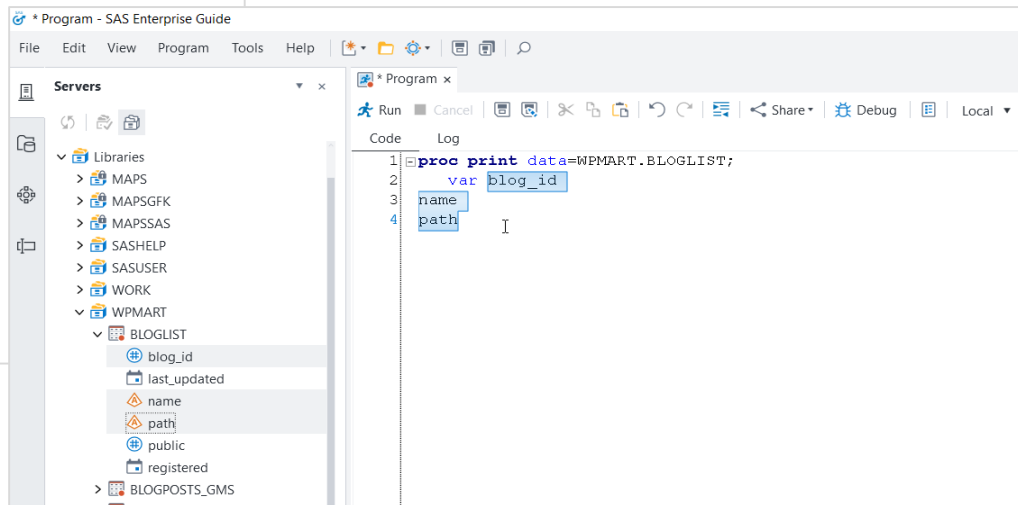 * Program - SAS Enterprise Guide
File Edit View Program Tools Help
Servers
Libraries
MAPS
MAPSGFK
MAPSSAS
SASHELP
SASUSER
WORK
WPMART
BLOGLIST
blog_id
last_updated
name
path
public
registered
BLOGPOSTS_GMS
* Program
Run Cancel Share Debug Local
Code Log
1 proc print data=WPMART.BLOGLIST;
2 var blog_id
3 name
4 path